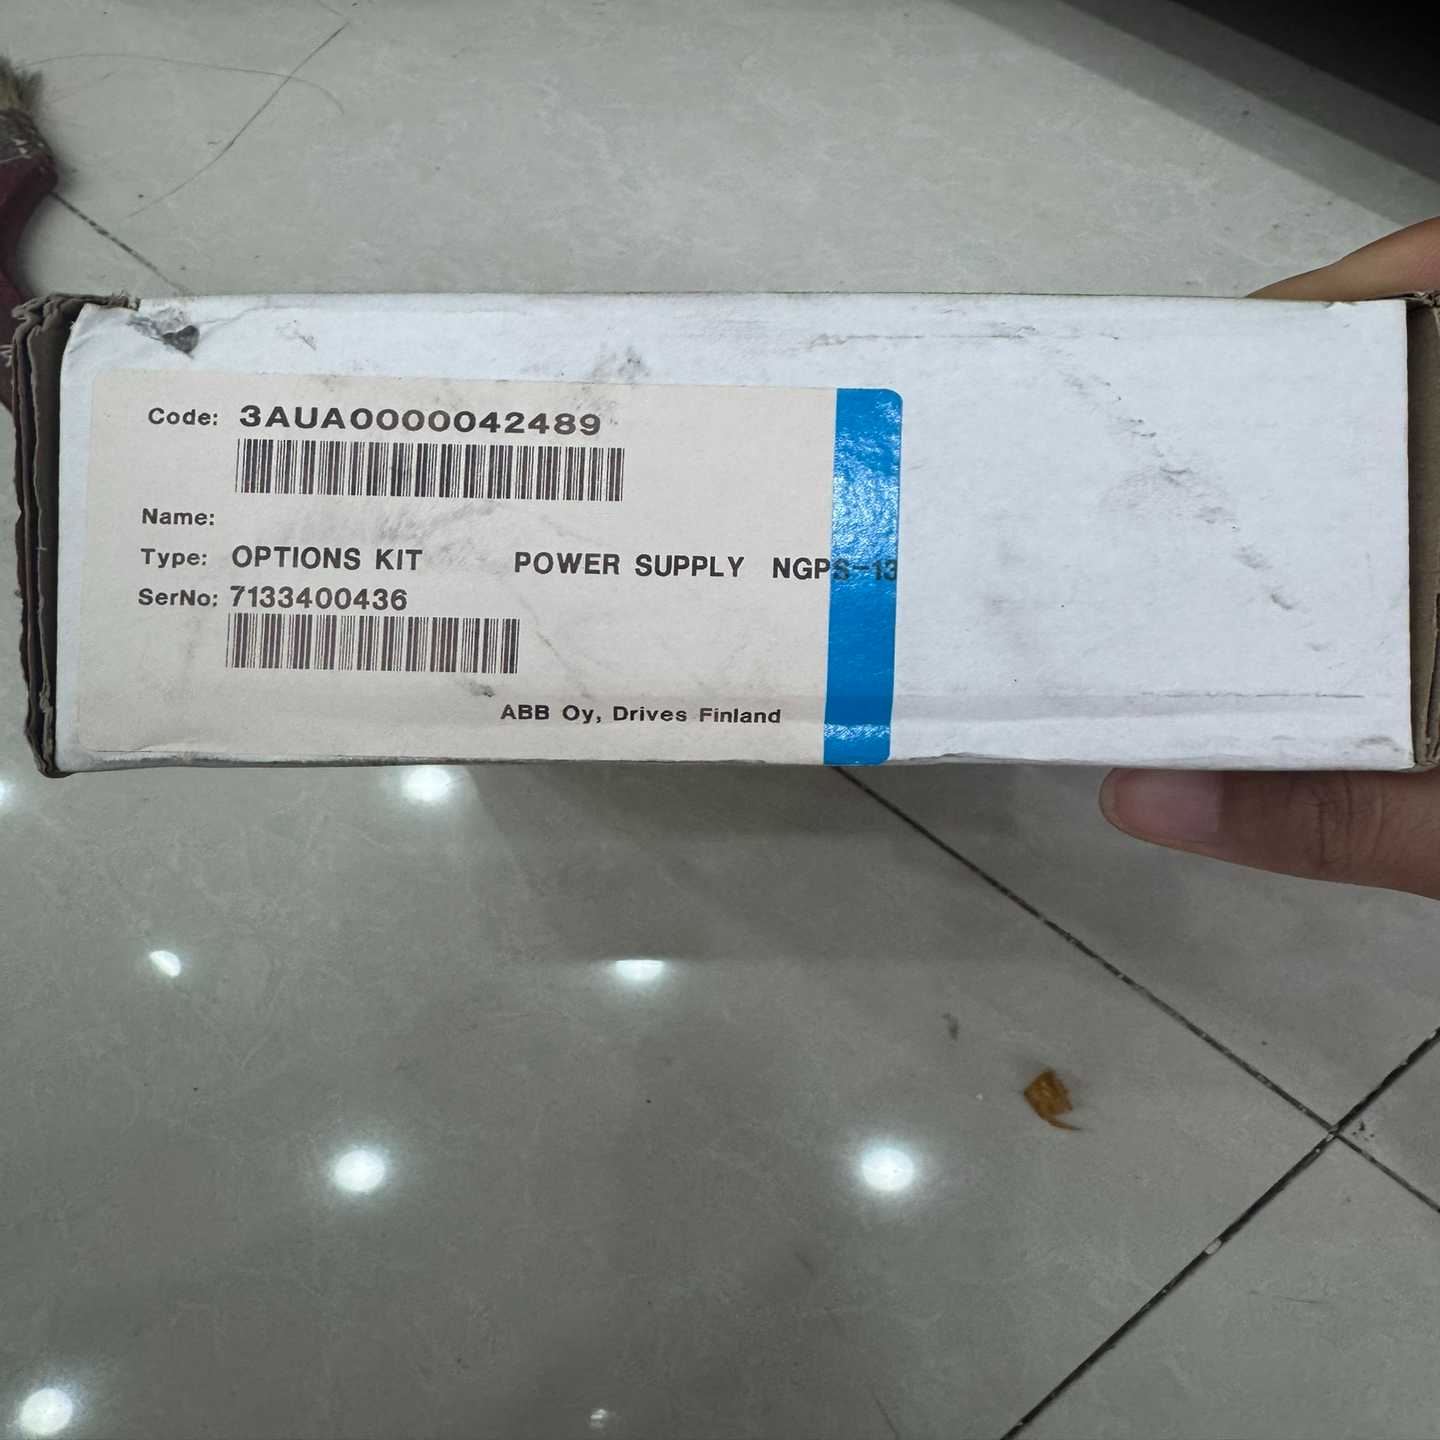 Code: 3AUA0000042489
Name:
Type: OPTIONS KIT POWER SUPPLY NGPS-13
SerNo: 7133400436
ABB Oy, Drives Finland